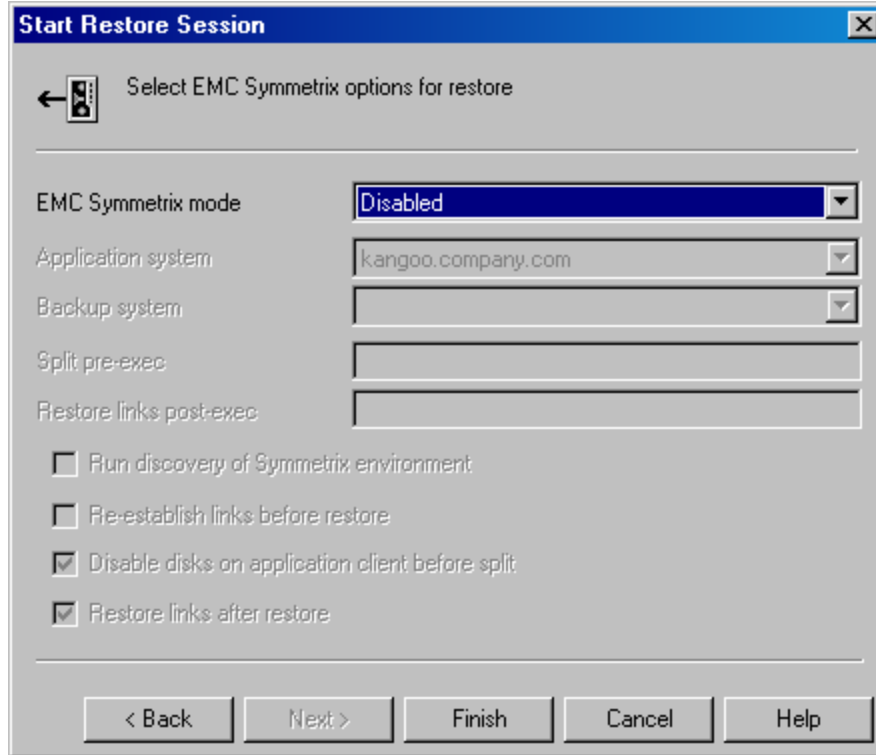 Start Restore Session
Select EMC Symmetrix options for restore
EMC Symmetrix mode Disabled
Application system kangoo.company.com
Backup system
Split pre-exec
Restore links post-exec
Run discovery of Symmetrix environment
Re-establish links before restore
Disable disks on application client before split
Restore links after restore
< Back Next > Finish Cancel Help